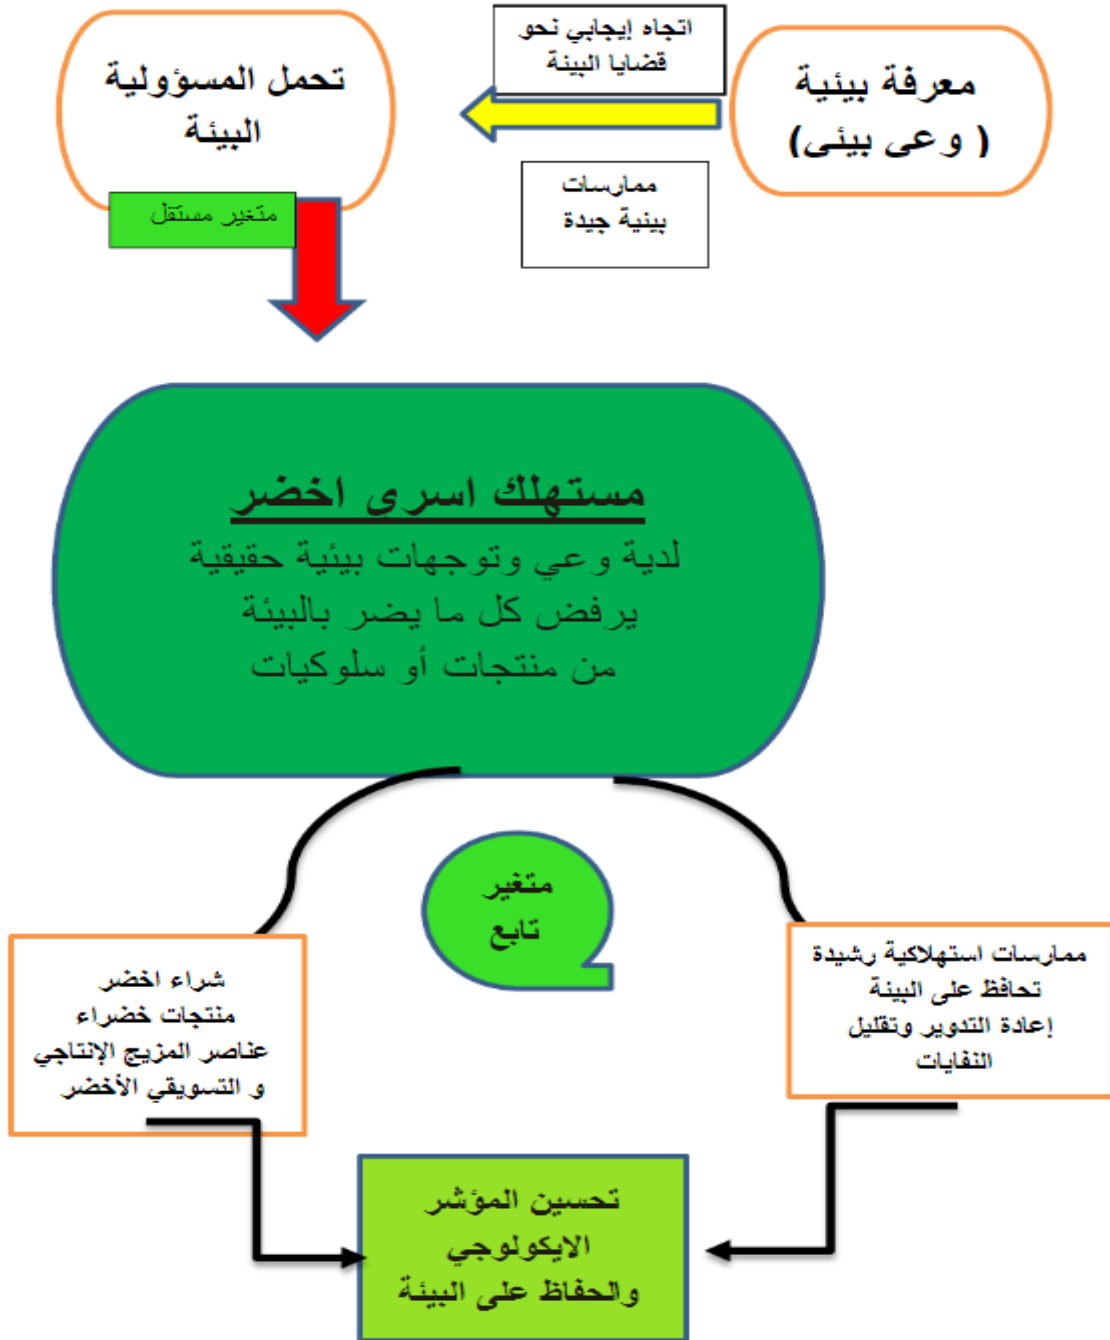 معرفة بيئية
( وعى بيئى)
اتجاه إيجابي نحو
قضايا البيئة
ممارسات
بيئية جيدة
تحمل المسؤولية
البيئة
متغير مستقل
مستهلك اسري اخضر
لدية وعي وتوجهات بيئية حقيقية
يرفض كل ما يضر بالبيئة
من منتجات أو سلوكيات
متغير
تابع
ممارسات استهلاكية رشيدة
تحافظ على البيئة
إعادة التدوير وتقليل
النفايات
شراء اخضر
منتجات خضراء
عناصر المزيج الإنتاجي
و التسويقي الأخضر
تحسين المؤشر
الايكولوجي
والحفاظ على البيئة